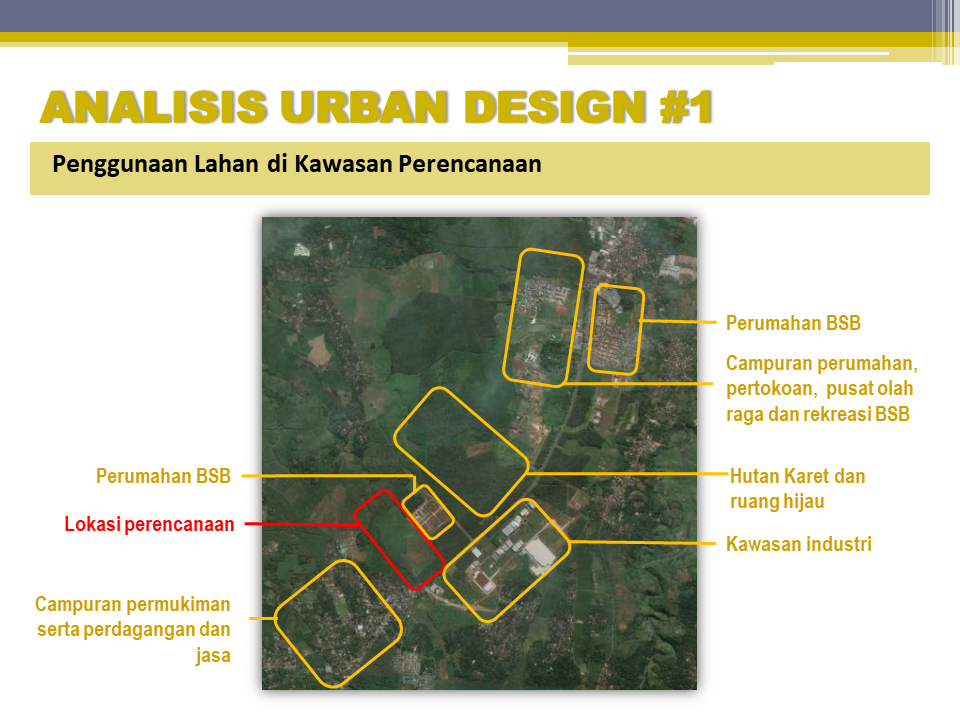 ANALISIS URBAN DESIGN #1
Penggunaan Lahan di Kawasan Perencanaan
Perumahan BSB
Campuran perumahan,
pertokoan, pusat olah
raga dan rekreasi BSB
Perumahan BSB
Hutan Karet dan
ruang hijau
Lokasi perencanaan
Kawasan industri
Campuran permukiman
serta perdagangan dan
jasa